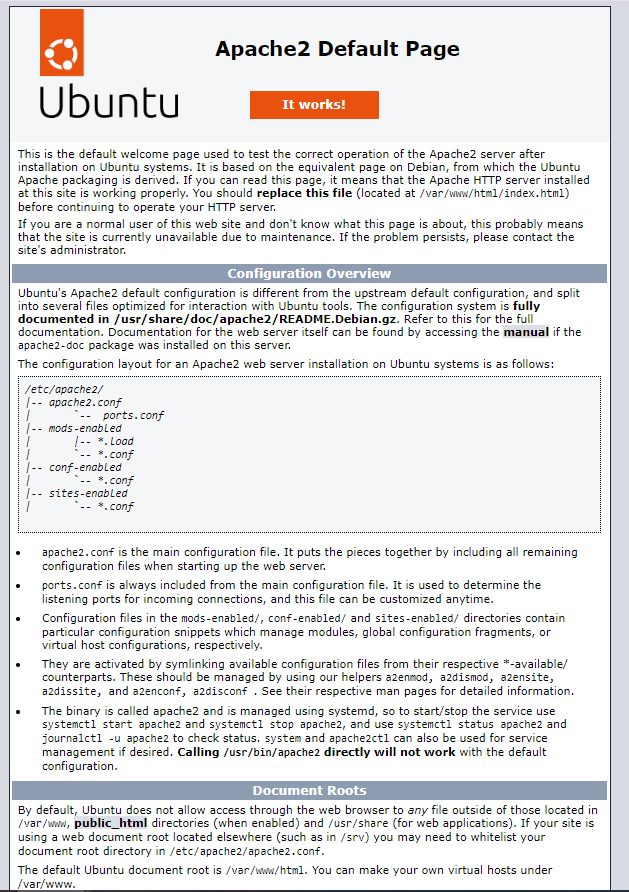 Apache2 Default Page
Ubuntu
It works!
This is the default welcome page used to test the correct operation of the Apache2 server after
installation on Ubuntu systems. It is based on the equivalent page on Debian, from which the Ubuntu
Apache packaging is derived. If you can read this page, it means that the Apache HTTP server installed
at this site is working properly. You should replace this file (located at /var/www/html/index.html)
before continuing to operate your HTTP server.
If you are a normal user of this web site and don't know what this page is about, this probably means
that the site is currently unavailable due to maintenance. If the problem persists, please contact the
site's administrator.
Configuration Overview
Ubuntu's Apache2 default configuration is different from the upstream default configuration, and split
into several files optimized for interaction with Ubuntu tools. The configuration system is fully
documented in /usr/share/doc/apache2/README.Debian.gz. Refer to this for the full
documentation. Documentation for the web server itself can be found by accessing the manual if the
apache2-doc package was installed on this server.
The configuration layout for an Apache2 web server installation on Ubuntu systems is as follows:
/etc/apache2/
|-- apache2.conf
|       `--  ports.conf
|-- mods-enabled
|       |-- *.load
|       `-- *.conf
|-- conf-enabled
|       `-- *.conf
|-- sites-enabled
|       `-- *.conf
• apache2.conf is the main configuration file. It puts the pieces together by including all remaining
configuration files when starting up the web server.
• ports.conf is always included from the main configuration file. It is used to determine the
listening ports for incoming connections, and this file can be customized anytime.
• Configuration files in the mods-enabled/, conf-enabled/ and sites-enabled/ directories contain
particular configuration snippets which manage modules, global configuration fragments, or
virtual host configurations, respectively.
• They are activated by symlinking available configuration files from their respective *-available/
counterparts. These should be managed by using our helpers a2enmod, a2dismod, a2ensite,
a2dissite, and a2enconf, a2disconf . See their respective man pages for detailed information.
• The binary is called apache2 and is managed using systemd, so to start/stop the service use
systemctl start apache2 and systemctl stop apache2, and use systemctl status apache2 and
journalctl -u apache2 to check status. system and apache2ctl can also be used for service
management if desired. Calling /usr/bin/apache2 directly will not work with the default
configuration.
Document Roots
By default, Ubuntu does not allow access through the web browser to any file outside of those located in
/var/www, public_html directories (when enabled) and /usr/share (for web applications). If your site is
using a web document root located elsewhere (such as in /srv) you may need to whitelist your
document root directory in /etc/apache2/apache2.conf.
The default Ubuntu document root is /var/www/html. You can make your own virtual hosts under
/var/www.